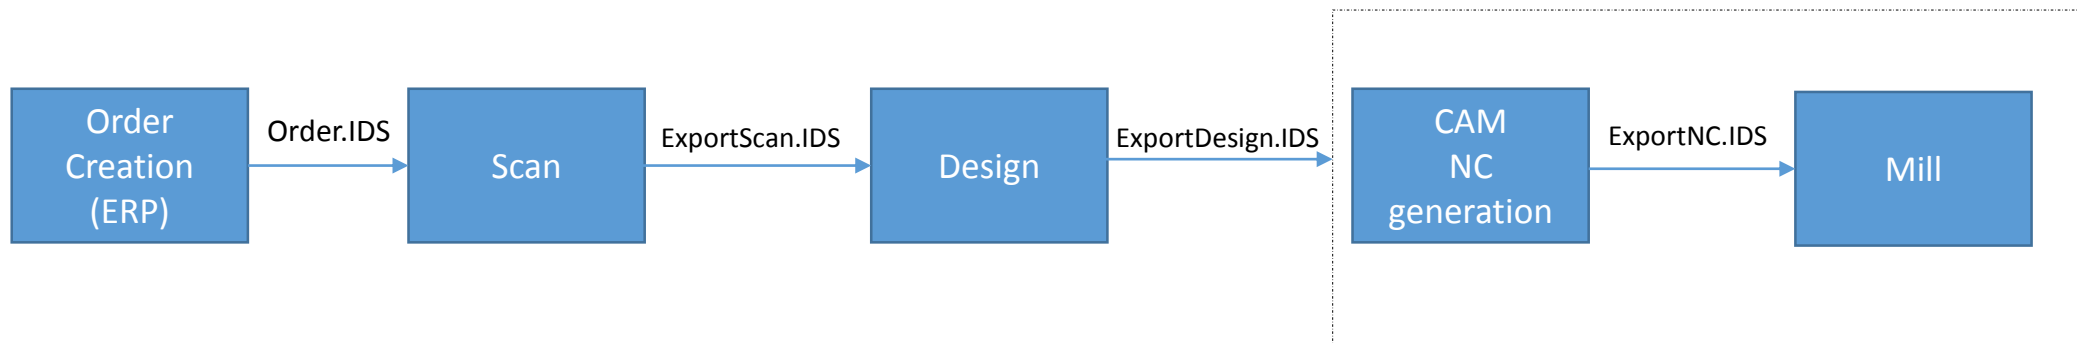 Order
Creation
(ERP)
Order.IDS
Scan
ExportScan.IDS
Design
ExportDesign.IDS
CAM
NC
generation
ExportNC.IDS
Mill